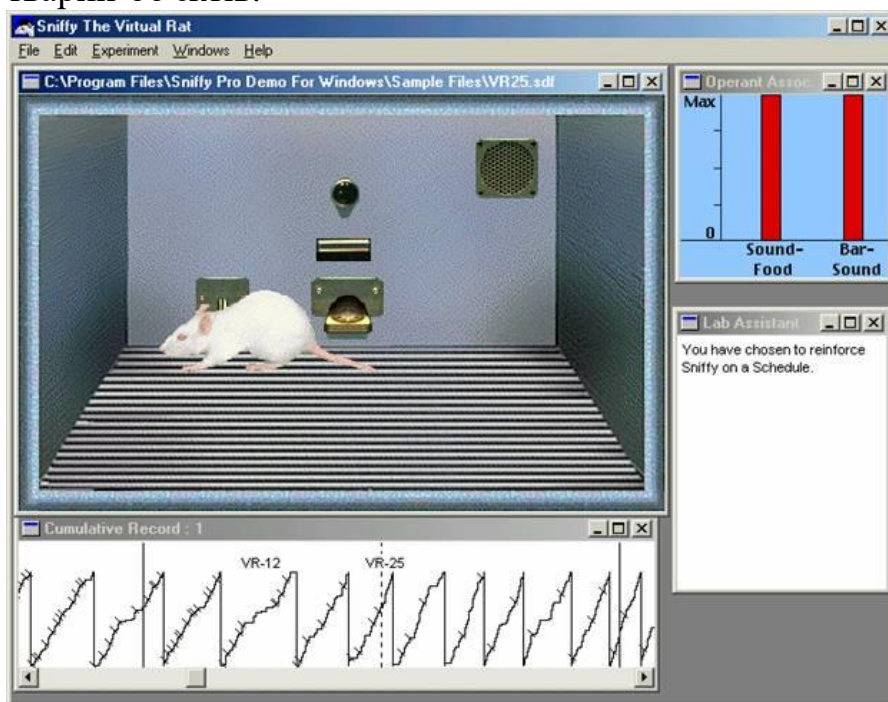 Sniffy The Virtual Rat
File Edit Experiment Windows Help
C:\Program Files\Sniffy Pro Demo For Windows\Sample Files\VR25.sdf
Operant Assoc.
Max
0
Sound-
Food
Bar-
Sound
Lab Assistant
You have chosen to reinforce
Sniffy on a Schedule.
Cumulative Record : 1
VR-12
VR-25